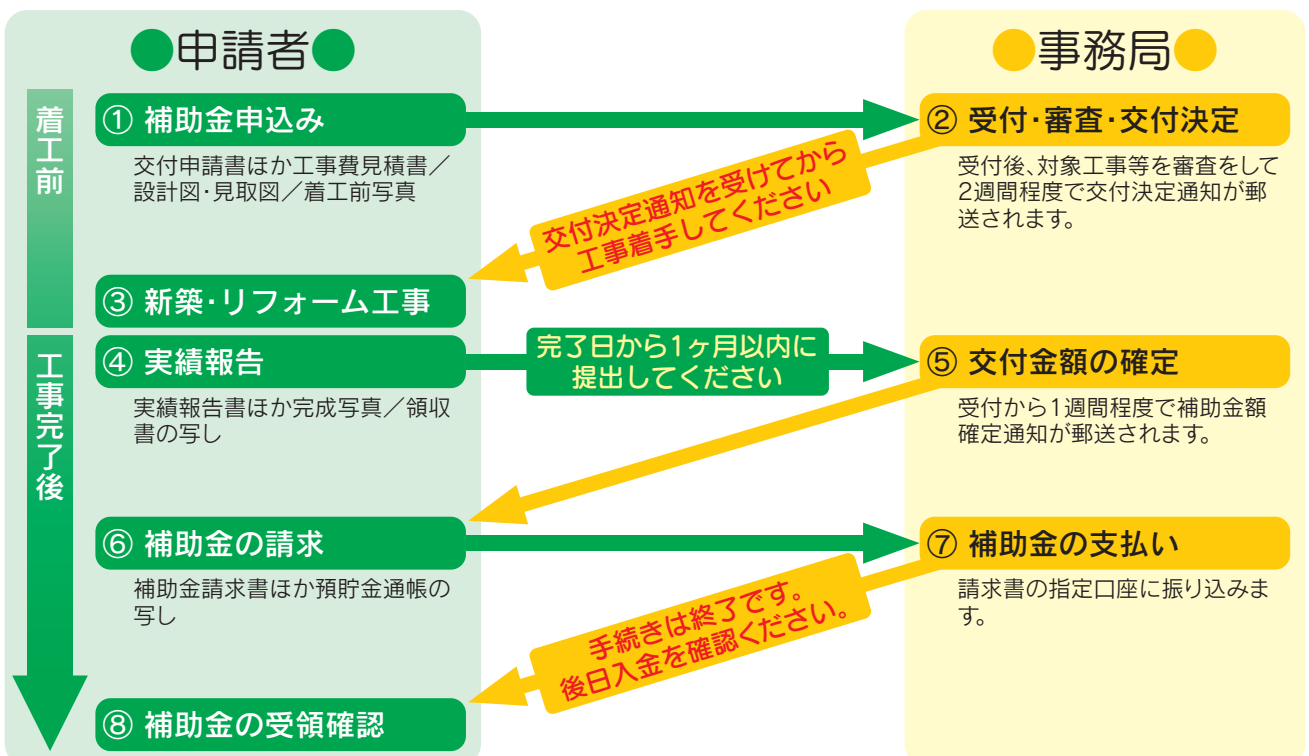 ●申請者●
●事務局●
着工前
① 補助金申込み
交付申請書ほか工事費見積書／
設計図・見取図／着工前写真
② 受付・審査・交付決定
受付後、対象工事等を審査をして
2週間程度で交付決定通知が郵
送されます。
交付決定通知を受けてから
工事着手してください
③ 新築・リフォーム工事
工事完了後
④ 実績報告
実績報告書ほか完成写真／領収
書の写し
完了日から1ヶ月以内に
提出してください
⑤ 交付金額の確定
受付から1週間程度で補助金額
確定通知が郵送されます。
⑥ 補助金の請求
補助金請求書ほか預貯金通帳の
写し
⑦ 補助金の支払い
請求書の指定口座に振り込みま
す。
手続きは終了です。
後日入金を確認ください。
⑧ 補助金の受領確認